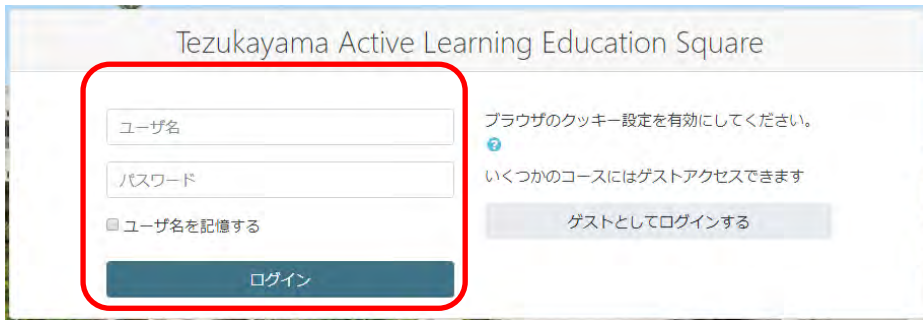 Tezukayama Active Learning Education Square
ユーザ名
パスワード
ユーザ名を記憶する
ログイン
ブラウザのクッキー設定を有効にしてください。
いくつかのコースにはゲストアクセスできます
ゲストとしてログインする